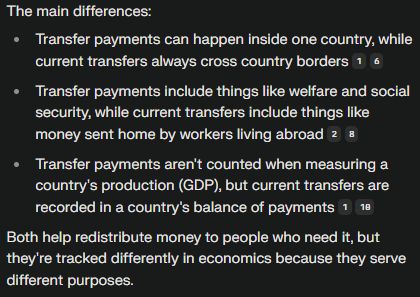 The main differences:
• Transfer payments can happen inside one country, while
current transfers always cross country borders 1 6
• Transfer payments include things like welfare and social
security, while current transfers include things like
money sent home by workers living abroad 2 8
• Transfer payments aren't counted when measuring a
country's production (GDP), but current transfers are
recorded in a country's balance of payments 1 10
Both help redistribute money to people who need it, but
they're tracked differently in economics because they serve
different purposes.